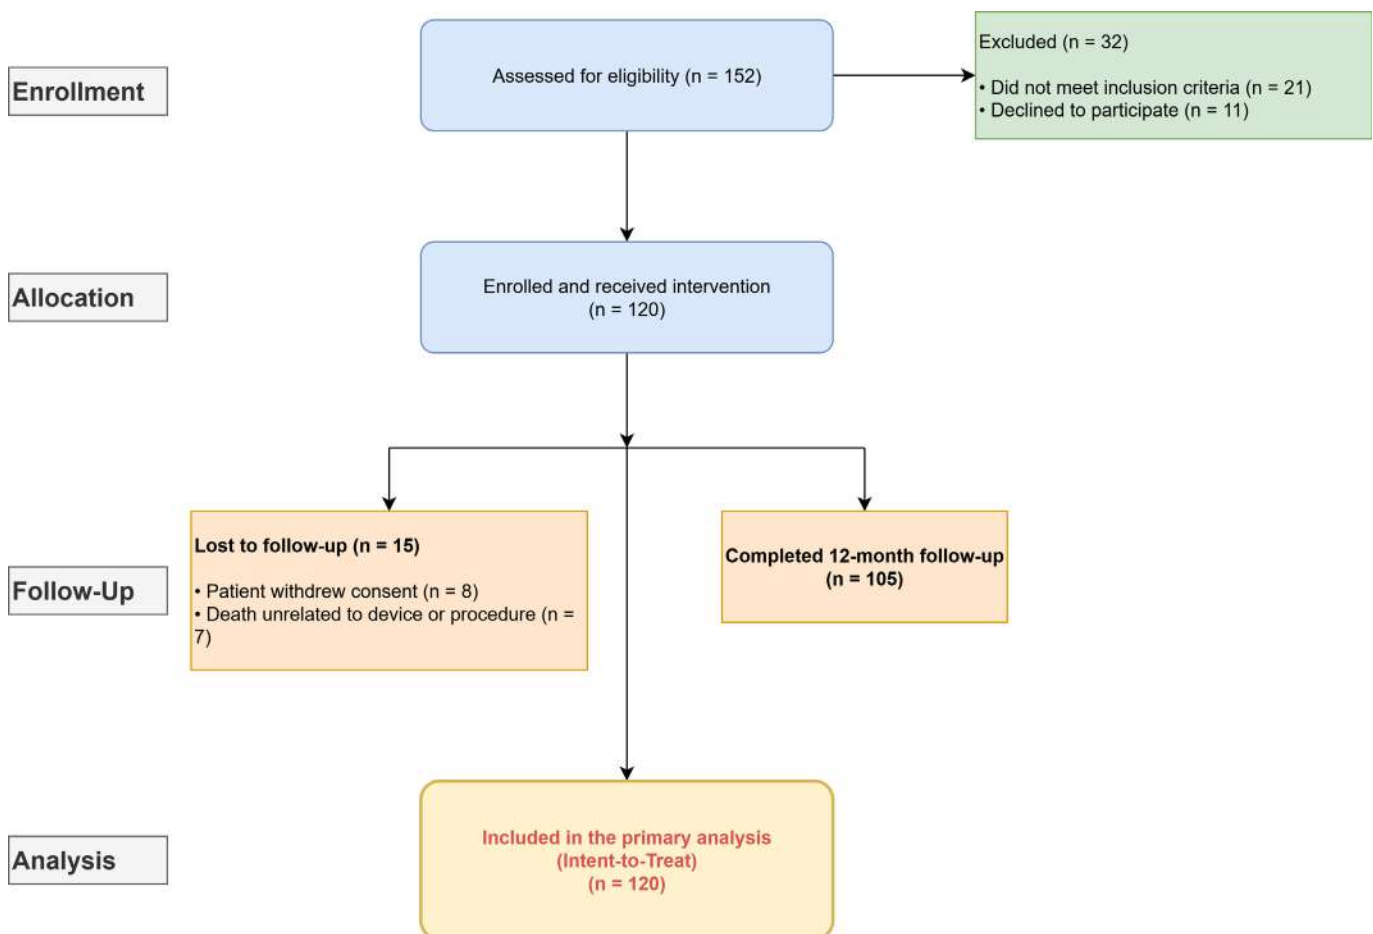 Enrollment
Assessed for eligibility (n = 152)
Excluded (n = 32)
• Did not meet inclusion criteria (n = 21)
• Declined to participate (n = 11)
Allocation
Enrolled and received intervention
(n = 120)
Follow-Up
Lost to follow-up (n = 15)
• Patient withdrew consent (n = 8)
• Death unrelated to device or procedure (n =
7)
Completed 12-month follow-up
(n = 105)
Analysis
Included in the primary analysis
(Intent-to-Treat)
(n = 120)